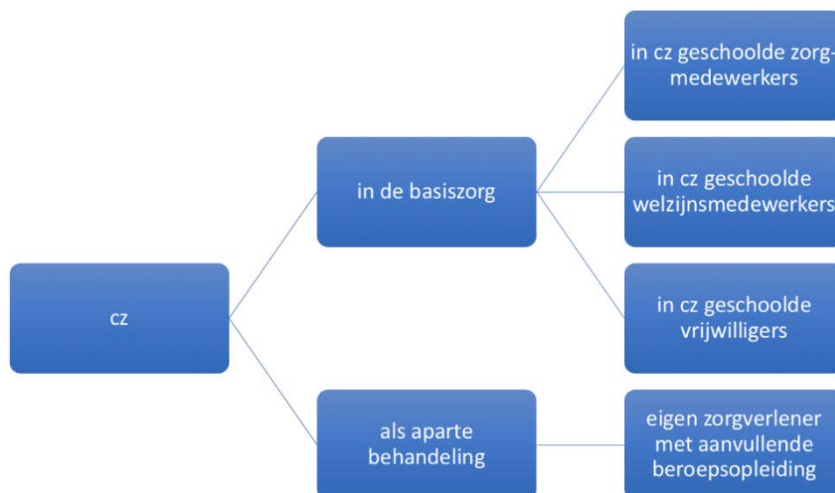 cz
in de basiszorg
in cz geschoolde zorg-
medewerkers
in cz geschoolde
welzijnsmedewerkers
in cz geschoolde
vrijwilligers
als aparte
behandeling
eigen zorgverlener
met aanvullende
beroepsopleiding